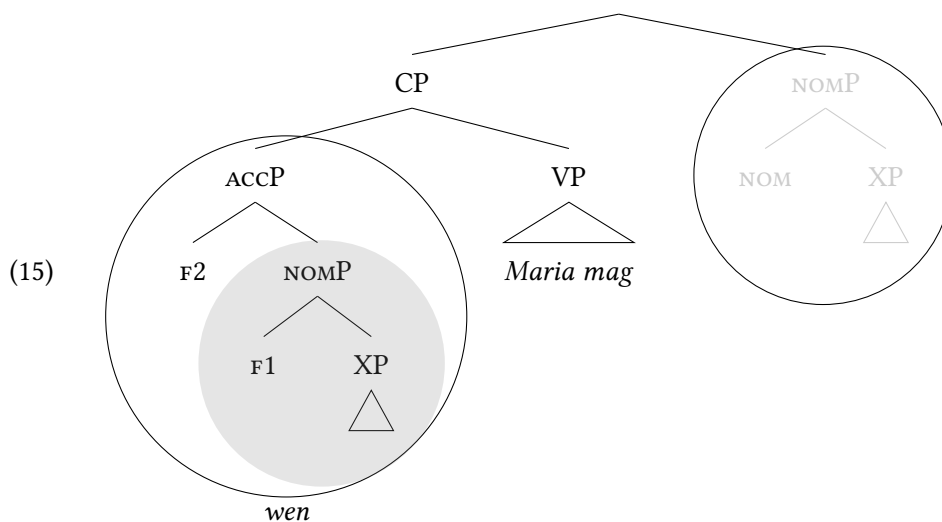 CP
NOMP
ACCP
VP
NOM
XP
(15)
F2
NOMP
Maria mag
F1
XP
wen